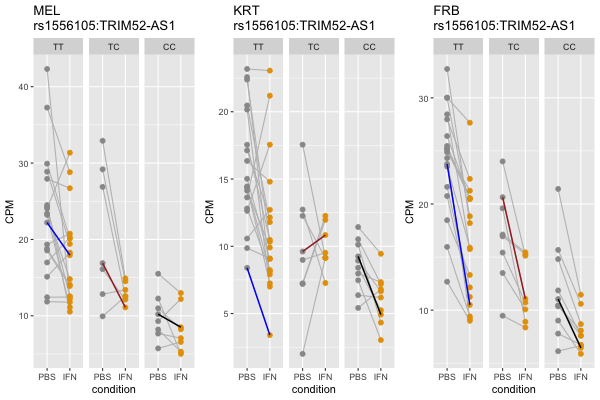 MEL
rs1556105:TRIM52-AS1
TT TC CC
CPM
40
30
20
10
PBS IFN PBS IFN PBS IFN
condition
KRT
rs1556105:TRIM52-AS1
TT TC CC
CPM
20
15
10
5
PBS IFN PBS IFN PBS IFN
condition
FRB
rs1556105:TRIM52-AS1
TT TC CC
CPM
30
20
10
PBS IFN PBS IFN PBS IFN
condition